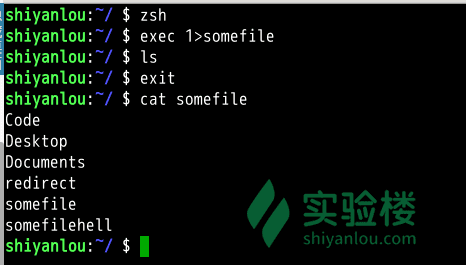 shiyanlou:~/ $ zsh
shiyanlou:~/ $ exec 1>somefile
shiyanlou:~/ $ ls
shiyanlou:~/ $ exit
shiyanlou:~/ $ cat somefile
Code
Desktop
Documents
redirect
somefile
somefilehell
shiyanlou:~/ $
实验楼
shiyanlou.com